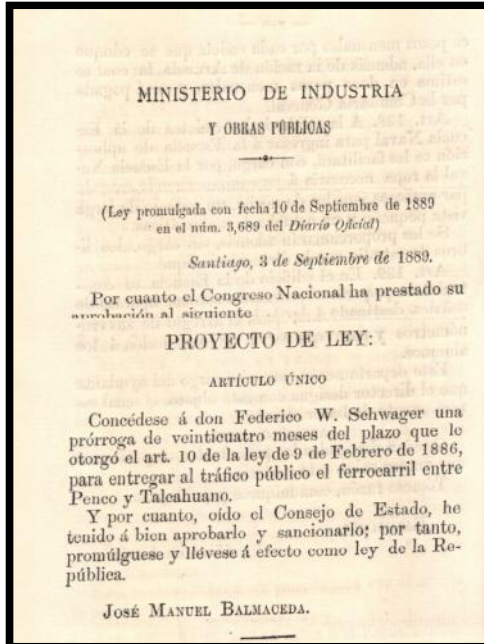 MINISTERIO DE INDUSTRIA
Y OBRAS PÚBLICAS
(Ley promulgada con fecha 10 de Septiembre de 1889
en el núm. 3,689 del Diario Oficial)
Santiago, 3 de Septiembre de 1889.
Por cuanto el Congreso Nacional ha prestado su
aprobación al siguiente
PROYECTO DE LEY:
ARTÍCULO ÚNICO
Concédese á don Federico W. Schwager una
prórroga de veinticuatro meses del plazo que le
otorgó el art. 10 de la ley de 9 de Febrero de 1886,
para entregar al tráfico público el ferrocarril entre
Penco y Talcahuano.
Y por cuanto, oído el Consejo de Estado, he
tenido á bien aprobarlo y sancionarlo; por tanto,
promúlguese y llévese á efecto como ley de la Re-
pública.
JOSÉ MANUEL BALMACEDA.